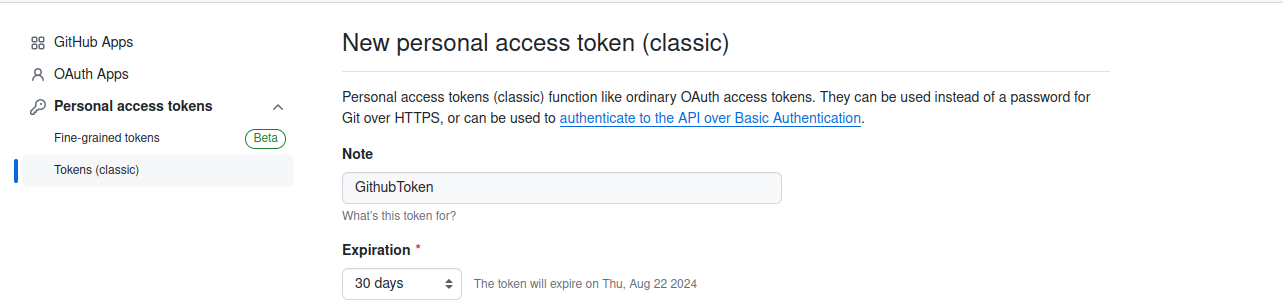 GitHub Apps
OAuth Apps
Personal access tokens
Fine-grained tokens Beta
Tokens (classic)
New personal access token (classic)
Personal access tokens (classic) function like ordinary OAuth access tokens. They can be used instead of a password for
Git over HTTPS, or can be used to authenticate to the API over Basic Authentication.
Note
GithubToken
What's this token for?
Expiration *
30 days The token will expire on Thu, Aug 22 2024